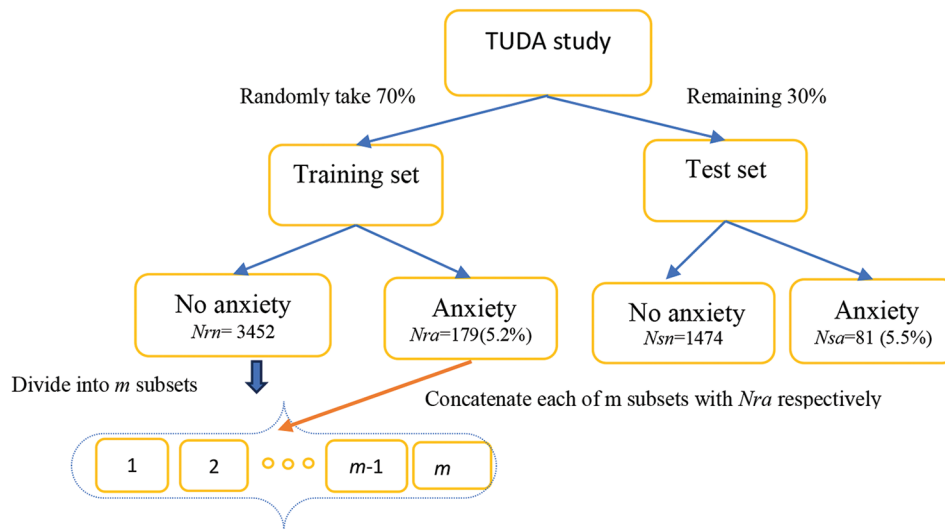 TUDA study
Randomly take 70%
Remaining 30%
Training set
Test set
No anxiety
Nrn= 3452
Anxiety
Nra=179(5.2%)
No anxiety
Nsn=1474
Anxiety
Nsa=81 (5.5%)
Divide into m subsets
Concatenate each of m subsets with Nra respectively
1
2
m-1
m